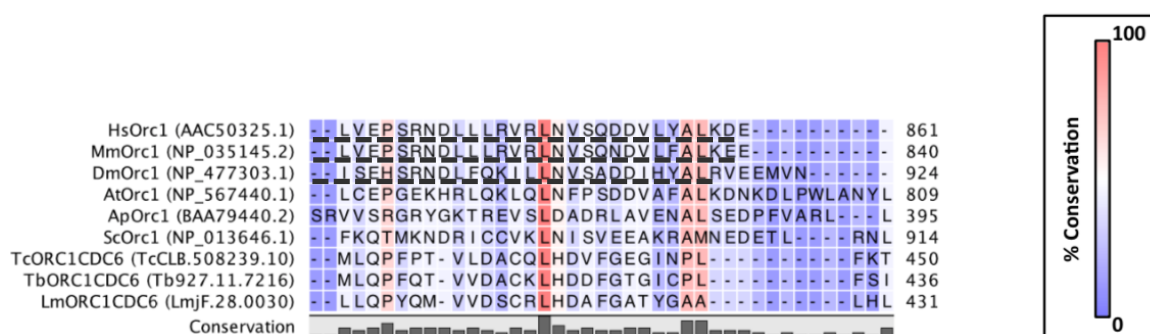 100
HsOrc1 (AAC50325.1) --LVEPSRNDLLLRVRLNVSQDDVLYALKDE---------- 861
MmOrc1 (NP_035145.2) --LVEPSRNDLLLRVRLNVSQNDVLFALKEE---------- 840
DmOrc1 (NP_477303.1) --ISEHSRNDLFQKILLNVSADDIHYALRVEEMVN------ 924
AtOrc1 (NP_567440.1) --LCEPGEKHRLQKLQLNFPSDDVAFALKDNKDLPWLANYL 809
ApOrc1 (BAA79440.2) SRVVSRGRYGKTREVSLDADRLAVENALSEDPFVARL---L 395
ScOrc1 (NP_013646.1) --FKQTMKNDRICCVKLNISVEEAKRAMNEDETL----RNL 914
TcORC1CDC6 (TcCLB.508239.10) --MLQPFPT-VLDACQLHDVFGEGINPL----------FKT 450
TbORC1CDC6 (Tb927.11.7216) --MLQPFQT-VVDACKLHDDFGTGICPL----------FSI 436
LmORC1CDC6 (LmjF.28.0030) --LLQPYQM-VVDSCRLHDAFGATYGAA----------LHL 431
Conservation
% Conservation
0